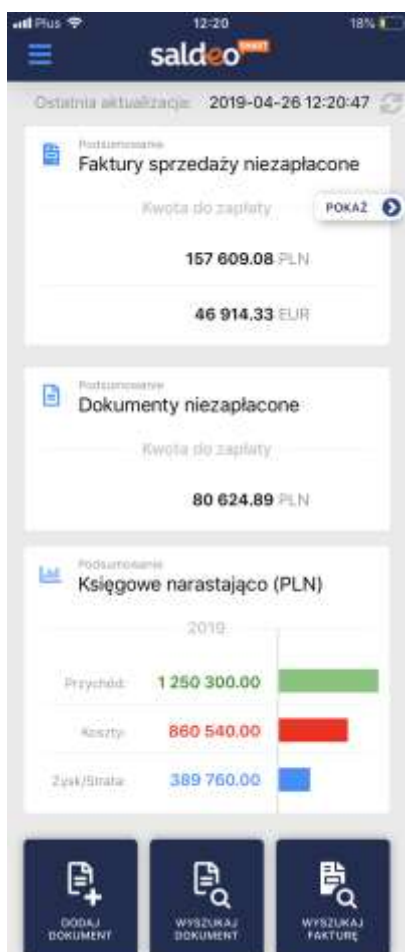 Plus 12:20 18%
saldeo SMART
Ostatnia aktualizacja: 2019-04-26 12:20:47
Podsumowanie
Faktury sprzedaży niezapłacone
Kwota do zapłaty
POKAŻ
157 609.08 PLN
46 914.33 EUR
Podsumowanie
Dokumenty niezapłacone
Kwota do zapłaty
80 624.89 PLN
Podsumowanie
Księgowe narastająco (PLN)
2019
Przychód: 1 250 300.00
Koszty: 860 540.00
Zysk/Strata: 389 760.00
DODAJ DOKUMENT
WYSZUKAJ DOKUMENT
WYSZUKAJ FAKTURĘ